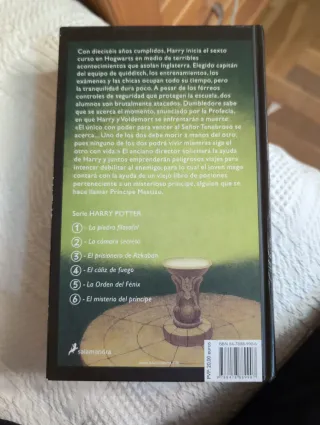 Con dieciséis años cumplidos, Harry inicia el sexto
curso en Hogwarts en medio de terribles
acontecimientos que asolan Inglaterra. Elegido capitán
del equipo de quidditch, los entrenamientos, los
exámenes y las chicas ocupan todo su tiempo, pero
la tranquilidad dura poco. A pesar de los férreos
controles de seguridad que protegen la escuela, dos
alumnos son brutalmente atacados. Dumbledore sabe
que se acerca el momento, anunciado por la Profecía,
en que Harry y Voldemort se enfrentarán a muerte:
«El único con poder para vencer al Señor Tenebroso se
acerca... Uno de los dos debe morir a manos del otro,
pues ninguno de los dos podrá vivir mientras siga el
otro con vida.» El anciano director solicitará la ayuda
de Harry y juntos emprenderán peligrosos viajes para
intentar debilitar al enemigo, para lo cual el joven mago
contará con la ayuda de un viejo libro de pociones
perteneciente a un misterioso príncipe, alguien que se
hace llamar Príncipe Mestizo.
Serie HARRY POTTER:
1 - La piedra filosofal
2 - La cámara secreta
3 - El prisionero de Azkaban
4 - El cáliz de fuego
5 - La Orden del Fénix
6 - El misterio del príncipe
salamandra